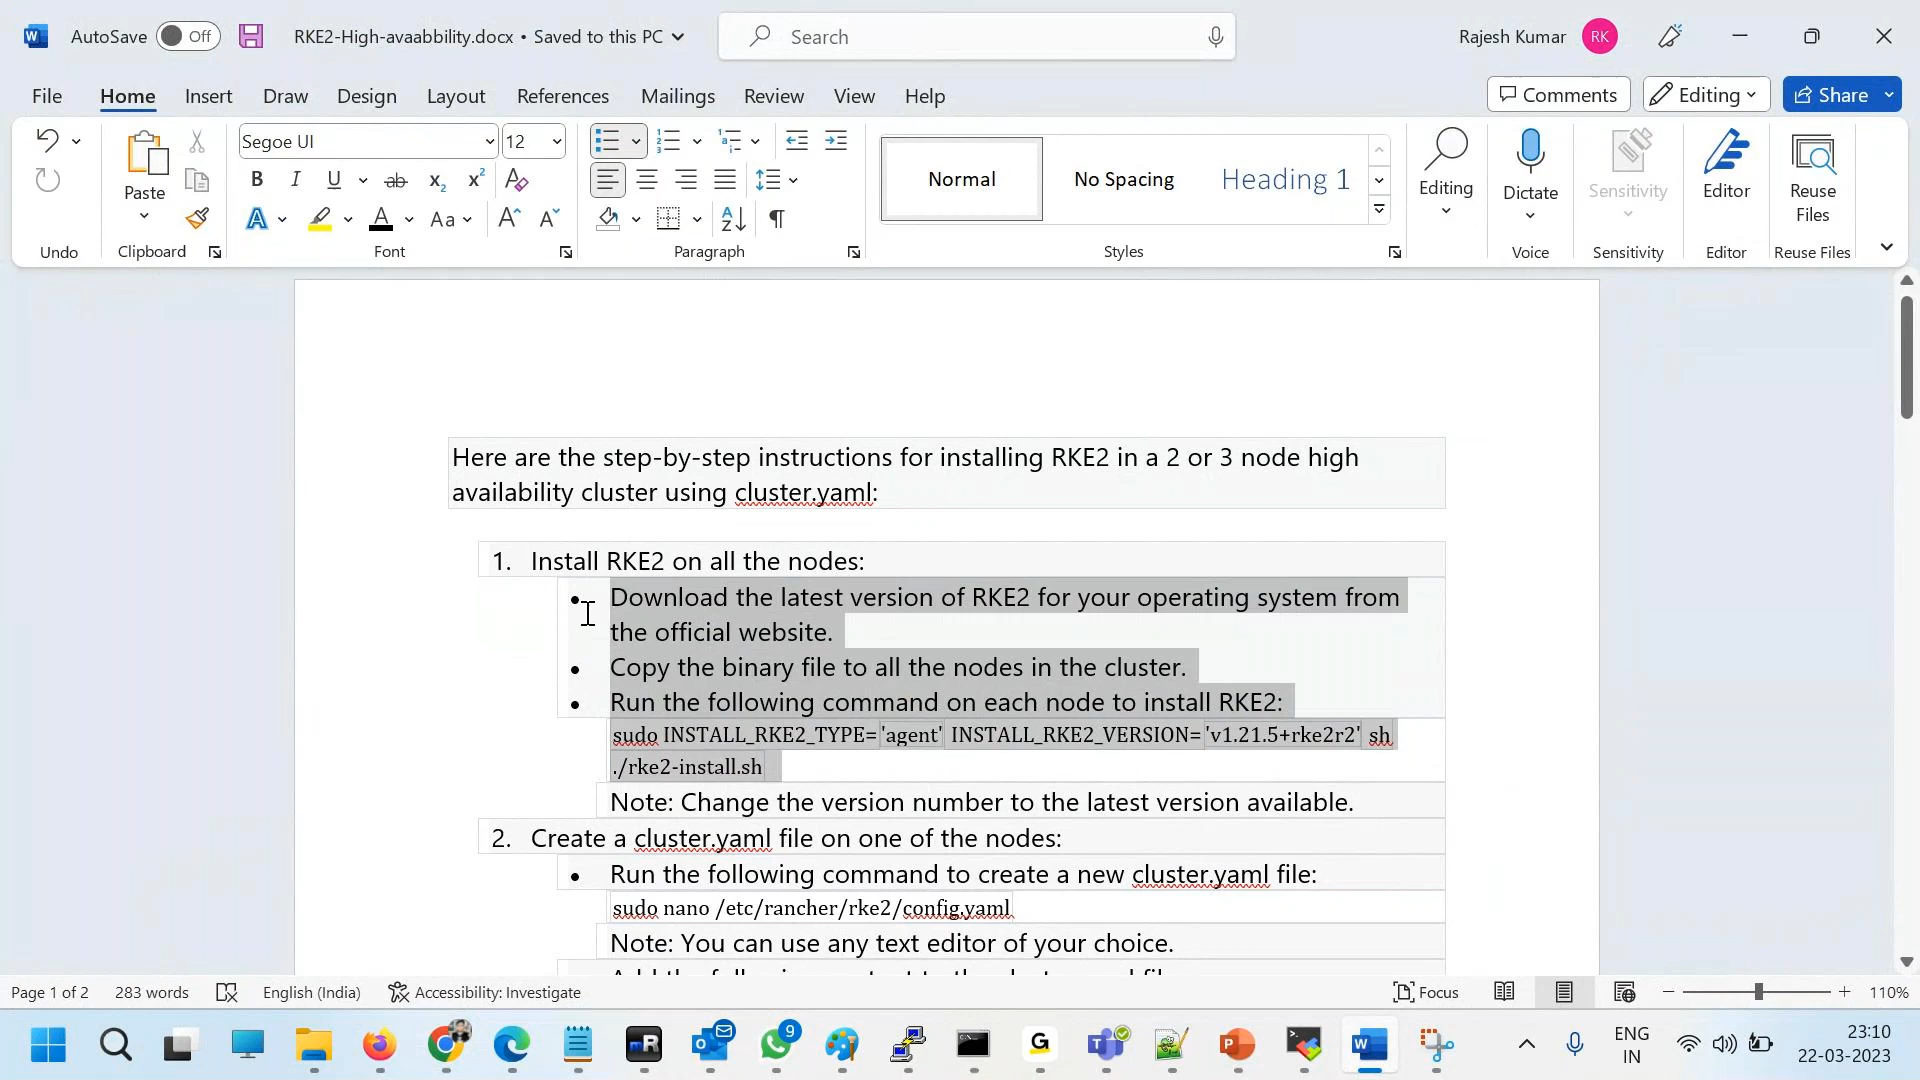 AutoSave Off RKE2-High-avaabbility.docx • Saved to this PC Search Rajesh Kumar RK
File Home Insert Draw Design Layout References Mailings Review View Help Comments Editing Share
Paste
Segoe UI 12
Normal No Spacing Heading 1
Editing Dictate Sensitivity Editor Reuse Files
Undo Clipboard Font Paragraph Styles Voice Sensitivity Editor Reuse Files
Here are the step-by-step instructions for installing RKE2 in a 2 or 3 node high
availability cluster using cluster.yaml:
1. Install RKE2 on all the nodes:
• Download the latest version of RKE2 for your operating system from
the official website.
• Copy the binary file to all the nodes in the cluster.
• Run the following command on each node to install RKE2:
sudo INSTALL_RKE2_TYPE='agent' INSTALL_RKE2_VERSION='v1.21.5+rke2r2' sh
./rke2-install.sh
Note: Change the version number to the latest version available.
2. Create a cluster.yaml file on one of the nodes:
• Run the following command to create a new cluster.yaml file:
sudo nano /etc/rancher/rke2/config.yaml
Note: You can use any text editor of your choice.
Page 1 of 2 283 words English (India) Accessibility: Investigate Focus 110%
9 ENG 23:10
IN 22-03-2023